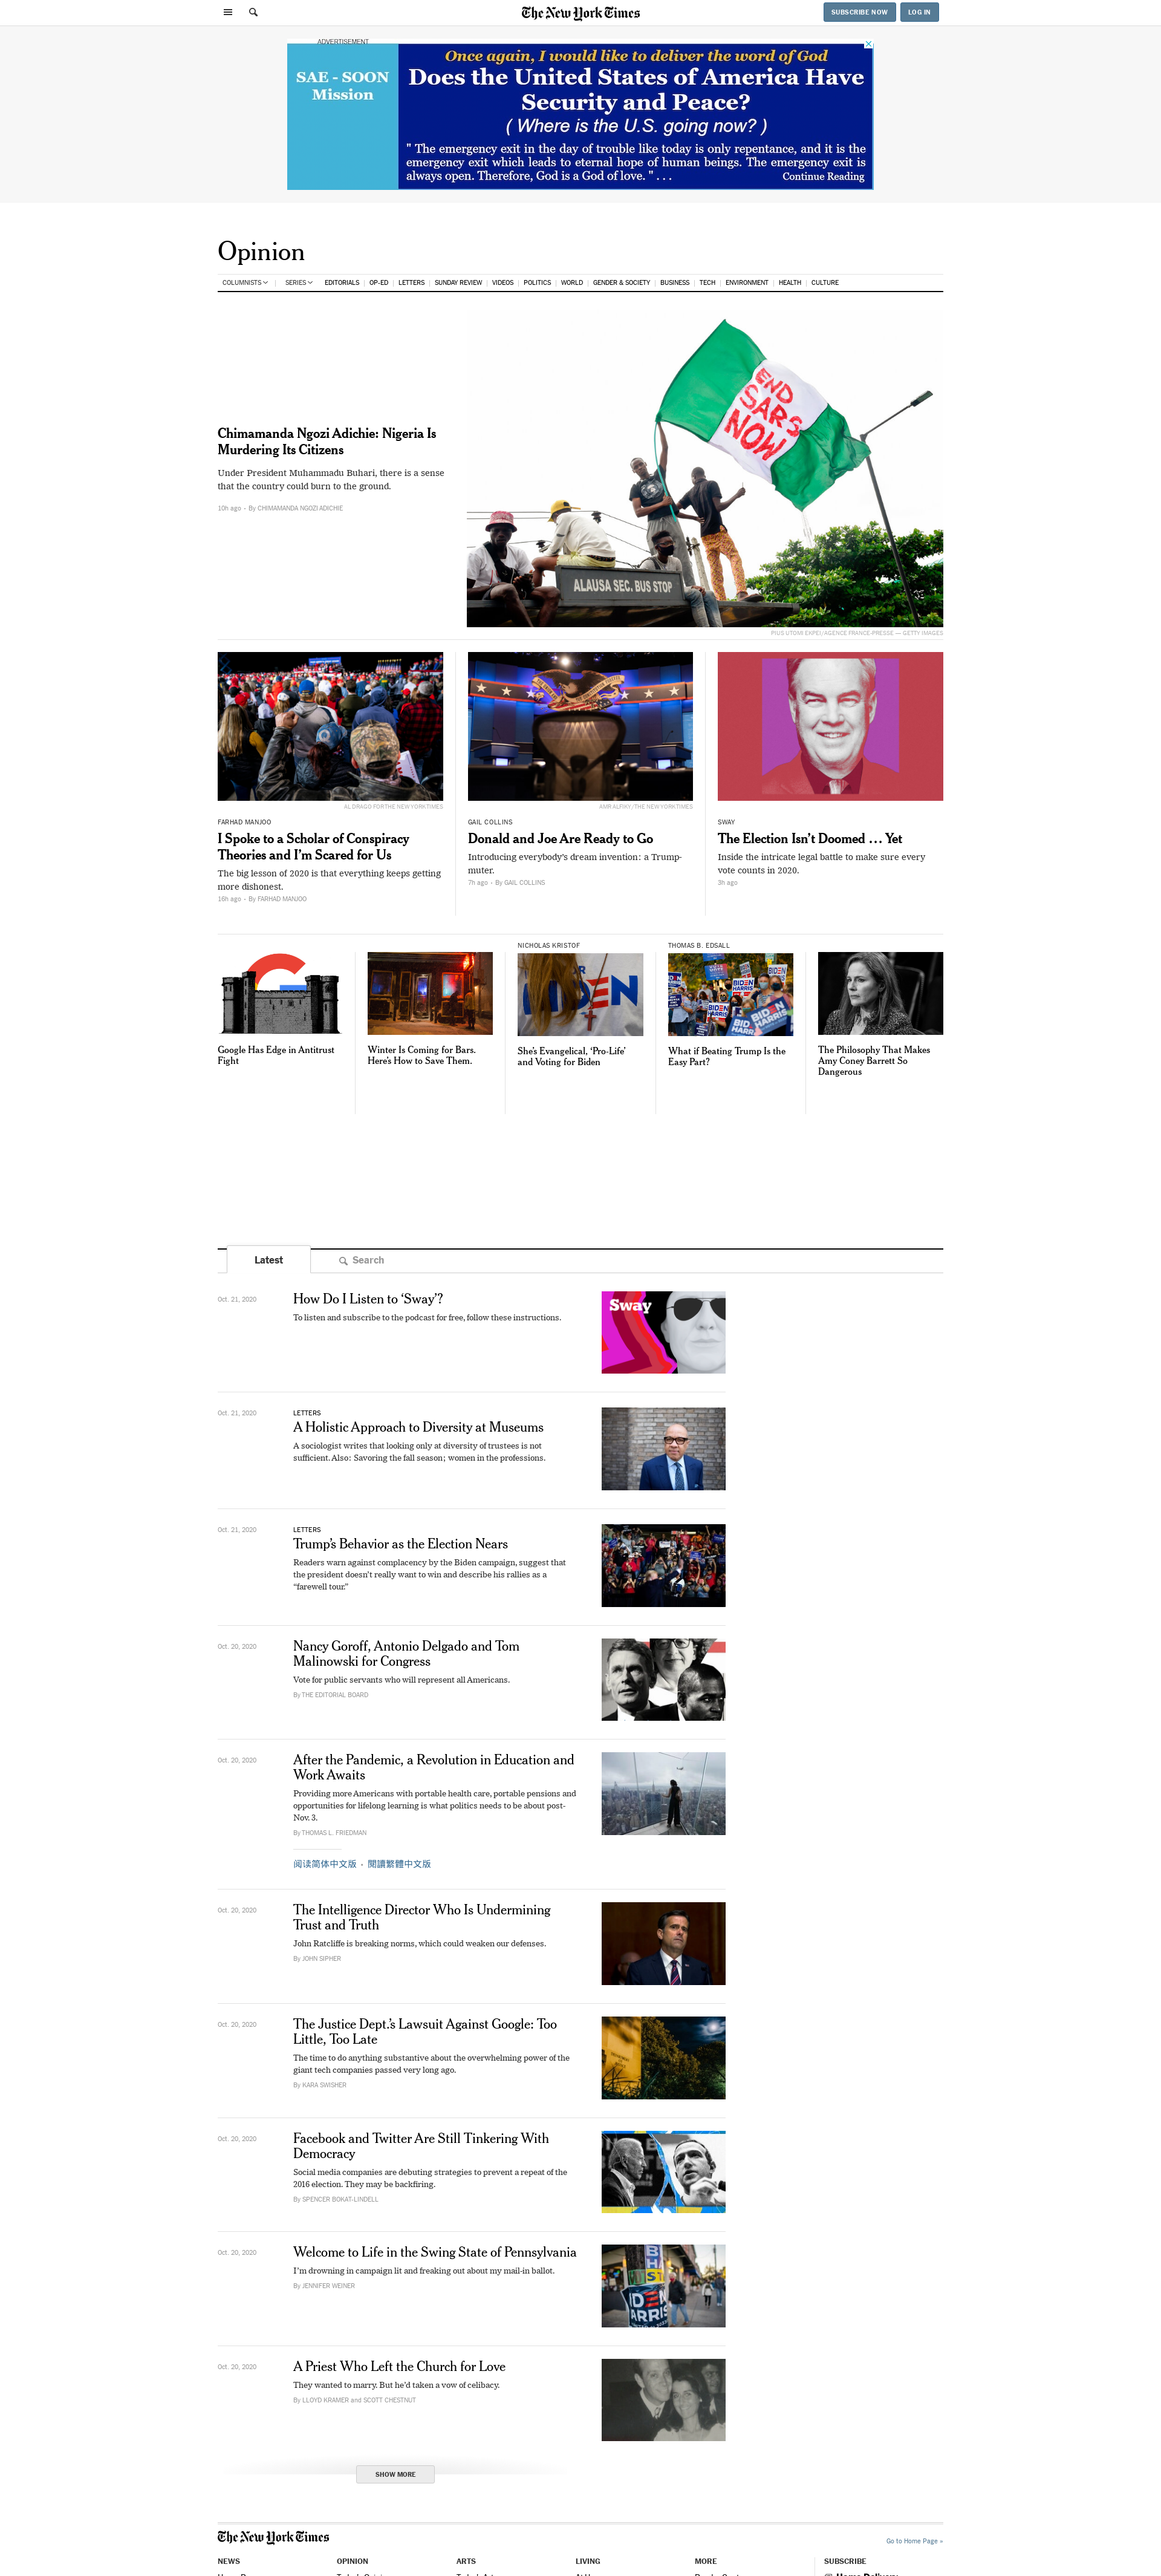 The New York Times
SUBSCRIBE NOW
LOG IN
ADVERTISEMENT
SAE - SOON
Mission
Once again, I would like to deliver the word of God
Does the United States of America Have
Security and Peace?
( Where is the U.S. going now? )
" The emergency exit in the day of trouble like today is only repentance, and it is the
emergency exit which leads to eternal hope of human beings. The emergency exit is
always open. Therefore, God is a God of love. " . . .
Continue Reading
Opinion
COLUMNISTS
SERIES
EDITORIALS
OP-ED
LETTERS
SUNDAY REVIEW
VIDEOS
POLITICS
WORLD
GENDER & SOCIETY
BUSINESS
TECH
ENVIRONMENT
HEALTH
CULTURE
Chimamanda Ngozi Adichie: Nigeria Is
Murdering Its Citizens
Under President Muhammadu Buhari, there is a sense
that the country could burn to the ground.
10h ago - By CHIMAMANDA NGOZI ADICHIE
END
SARS
NOW
ALAUSA SEC. BUS STOP
PIUS UTOMI EKPEI/AGENCE FRANCE-PRESSE — GETTY IMAGES
AL DRAGO FOR THE NEW YORK TIMES
FARHAD MANJOO
I Spoke to a Scholar of Conspiracy
Theories and I’m Scared for Us
The big lesson of 2020 is that everything keeps getting
more dishonest.
16h ago - By FARHAD MANJOO
AMR ALFIKY/THE NEW YORK TIMES
GAIL COLLINS
Donald and Joe Are Ready to Go
Introducing everybody’s dream invention: a Trump-
muter.
7h ago - By GAIL COLLINS
SWAY
The Election Isn’t Doomed … Yet
Inside the intricate legal battle to make sure every
vote counts in 2020.
3h ago
Google Has Edge in Antitrust
Fight
Winter Is Coming for Bars.
Here’s How to Save Them.
NICHOLAS KRISTOF
She’s Evangelical, ‘Pro-Life’
and Voting for Biden
THOMAS B. EDSALL
BIDEN
HARRIS
What if Beating Trump Is the
Easy Part?
The Philosophy That Makes
Amy Coney Barrett So
Dangerous
Latest
Search
Oct. 21, 2020
How Do I Listen to ‘Sway’?
To listen and subscribe to the podcast for free, follow these instructions.
Sway
Oct. 21, 2020
LETTERS
A Holistic Approach to Diversity at Museums
A sociologist writes that looking only at diversity of trustees is not
sufficient. Also: Savoring the fall season; women in the professions.
Oct. 21, 2020
LETTERS
Trump’s Behavior as the Election Nears
Readers warn against complacency by the Biden campaign, suggest that
the president doesn’t really want to win and describe his rallies as a
“farewell tour.”
Oct. 20, 2020
Nancy Goroff, Antonio Delgado and Tom
Malinowski for Congress
Vote for public servants who will represent all Americans.
By THE EDITORIAL BOARD
Oct. 20, 2020
After the Pandemic, a Revolution in Education and
Work Awaits
Providing more Americans with portable health care, portable pensions and
opportunities for lifelong learning is what politics needs to be about post-
Nov. 3.
By THOMAS L. FRIEDMAN
阅读简体中文版 · 閱讀繁體中文版
Oct. 20, 2020
The Intelligence Director Who Is Undermining
Trust and Truth
John Ratcliffe is breaking norms, which could weaken our defenses.
By JOHN SIPHER
Oct. 20, 2020
The Justice Dept.’s Lawsuit Against Google: Too
Little, Too Late
The time to do anything substantive about the overwhelming power of the
giant tech companies passed very long ago.
By KARA SWISHER
Oct. 20, 2020
Facebook and Twitter Are Still Tinkering With
Democracy
Social media companies are debuting strategies to prevent a repeat of the
2016 election. They may be backfiring.
By SPENCER BOKAT-LINDELL
Oct. 20, 2020
Welcome to Life in the Swing State of Pennsylvania
I’m drowning in campaign lit and freaking out about my mail-in ballot.
By JENNIFER WEINER
Oct. 20, 2020
A Priest Who Left the Church for Love
They wanted to marry. But he’d taken a vow of celibacy.
By LLOYD KRAMER and SCOTT CHESTNUT
SHOW MORE
The New York Times
Go to Home Page »
NEWS
OPINION
ARTS
LIVING
MORE
SUBSCRIBE